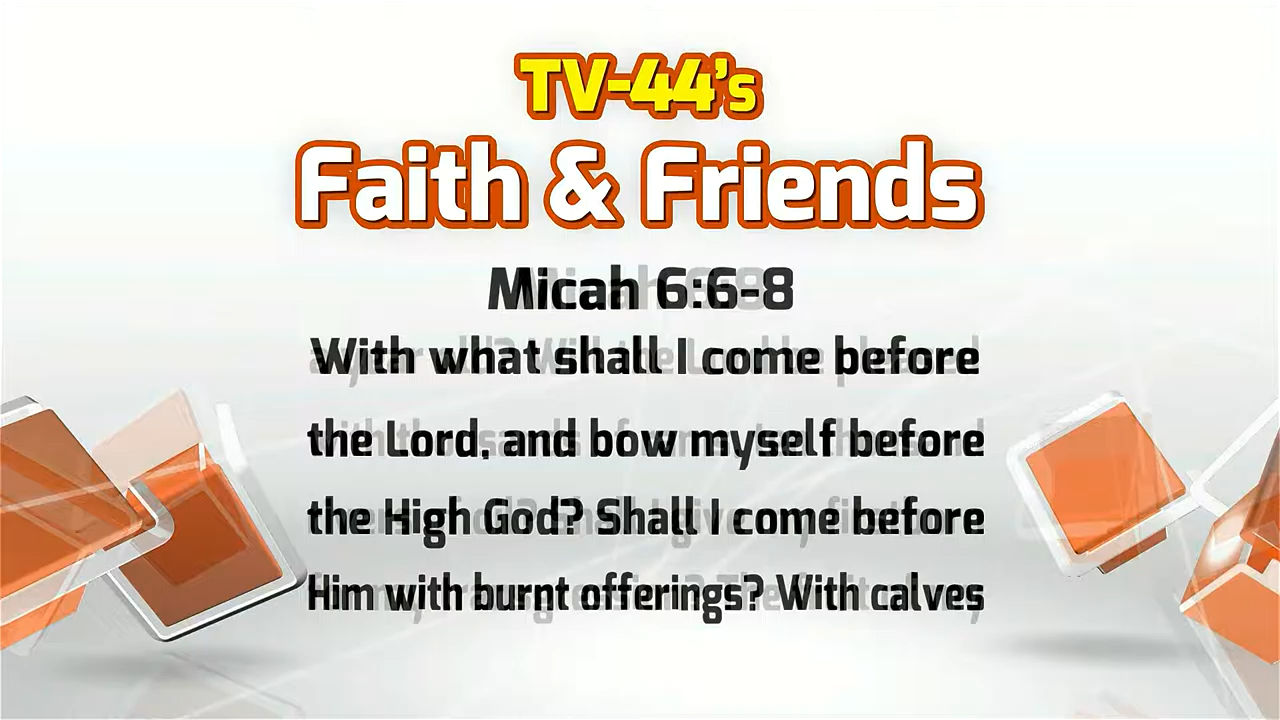 TV-44's
Faith & Friends
Micah 6:6-8
With what shall I come before
the Lord, and bow myself before
the High God? Shall I come before
Him with burnt offerings? With calves